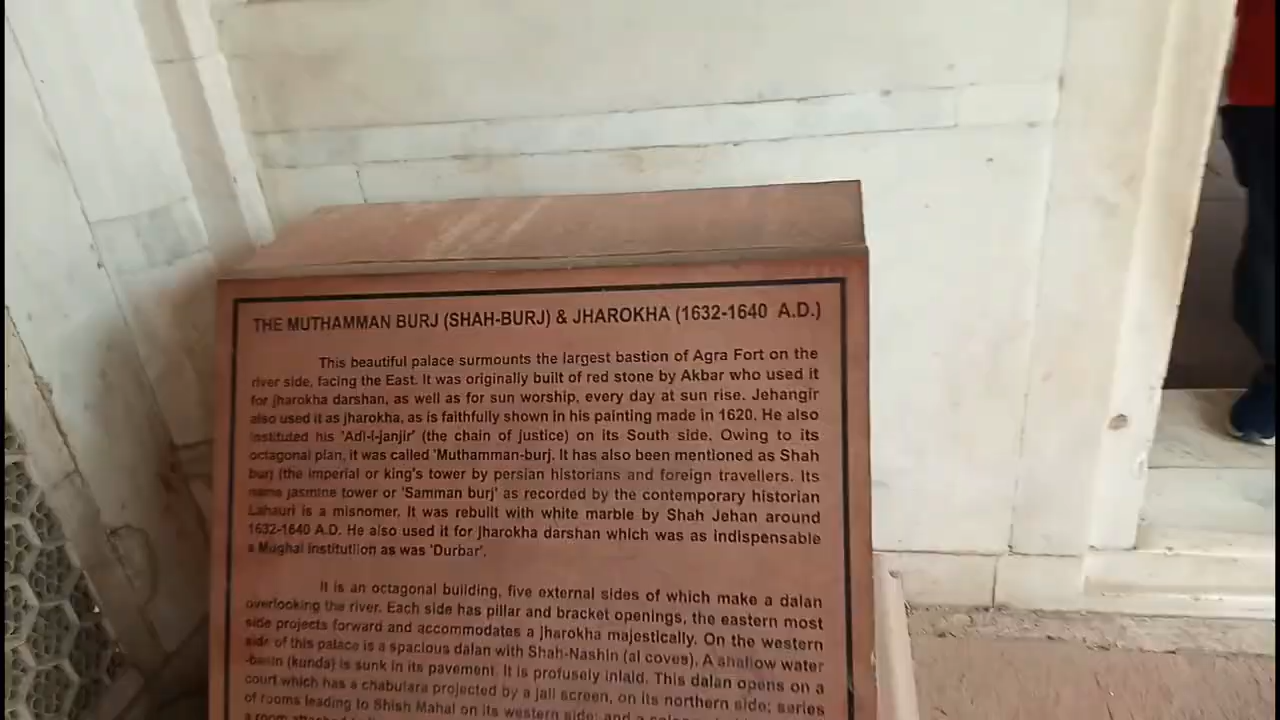 THE MUTHAMMAN BURJ (SHAH-BURJ) & JHAROKHA (1632-1640 A.D.)
This beautiful palace surmounts the largest bastion of Agra Fort on the
river side, facing the East. It was originally built of red stone by Akbar who used it
for jharokha darshan, as well as for sun worship, every day at sun rise. Jehangir
also used it as jharokha, as is faithfully shown in his painting made in 1620. He also
instituted his 'Adl-i-janjir' (the chain of justice) on its South side. Owing to its
octagonal plan, it was called 'Muthamman-burj. It has also been mentioned as Shah
burj (the imperial or king's tower by persian historians and foreign travellers. Its
name jasmine tower or 'Samman burj' as recorded by the contemporary historian
Lahauri is a misnomer. It was rebuilt with white marble by Shah Jehan around
1632-1640 A.D. He also used it for Jharokha darshan which was as indispensable
a Mughal institutiion as was 'Durbar'.
It is an octagonal building, five external sides of which make a dalan
overlooking the river. Each side has pillar and bracket openings, the eastern most
side projects forward and accommodates a jharokha majestically. On the western
side of this palace is a spacious dalan with Shah-Nashin (al coves). A shallow water
-basin (kunda) is sunk in its pavement. It is profusely inlaid. This dalan opens on a
court which has a chabutara projected by a jali screen, on its northern side; series
of rooms leading to Shish Mahal on its western side; and a
a room attached